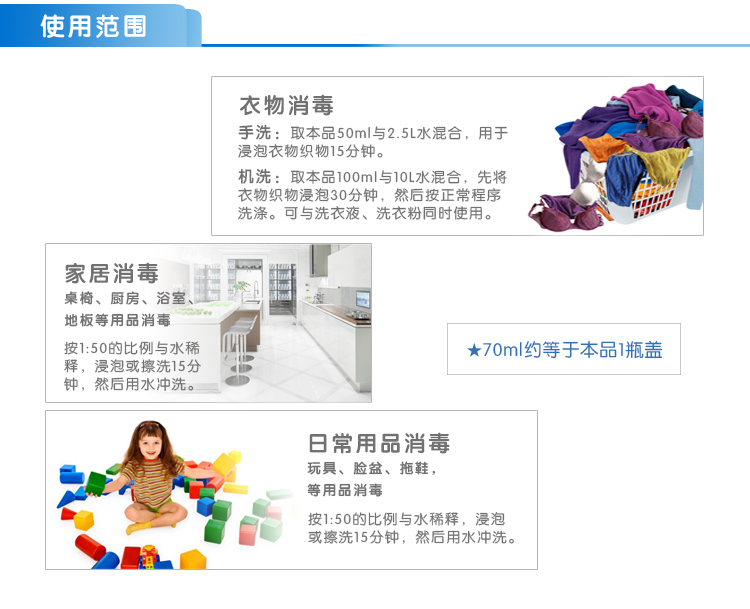 使用范围
衣物消毒
手洗：取本品50ml与2.5L水混合，用于
浸泡衣物织物15分钟。
机洗：取本品100ml与10L水混合，先将
衣物织物浸泡30分钟，然后按正常程序
洗涤。可与洗衣液、洗衣粉同时使用。
家居消毒
桌椅、厨房、浴室、
地板等用品消毒
按1:50的比例与水稀
释，浸泡或擦洗15分
钟，然后用水冲洗。
★70ml约等于本品1瓶盖
日常用品消毒
玩具、脸盆、拖鞋，
等用品消毒
按1:50的比例与水稀释，浸泡
或擦洗15分钟，然后用水冲洗。